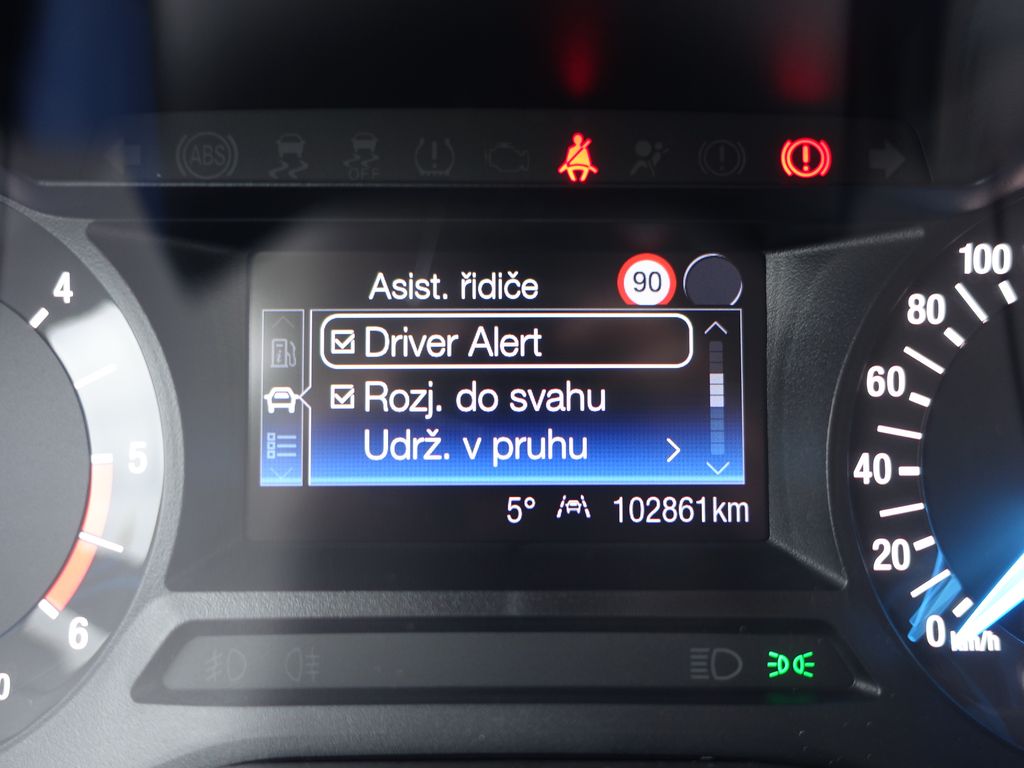 ABS
OFF
Asist. řidiče
90
Driver Alert
Rozj. do svahu
Udrž. v pruhu
5° 102861km
4
5
6
0
100
80
60
40
20
0
km/h